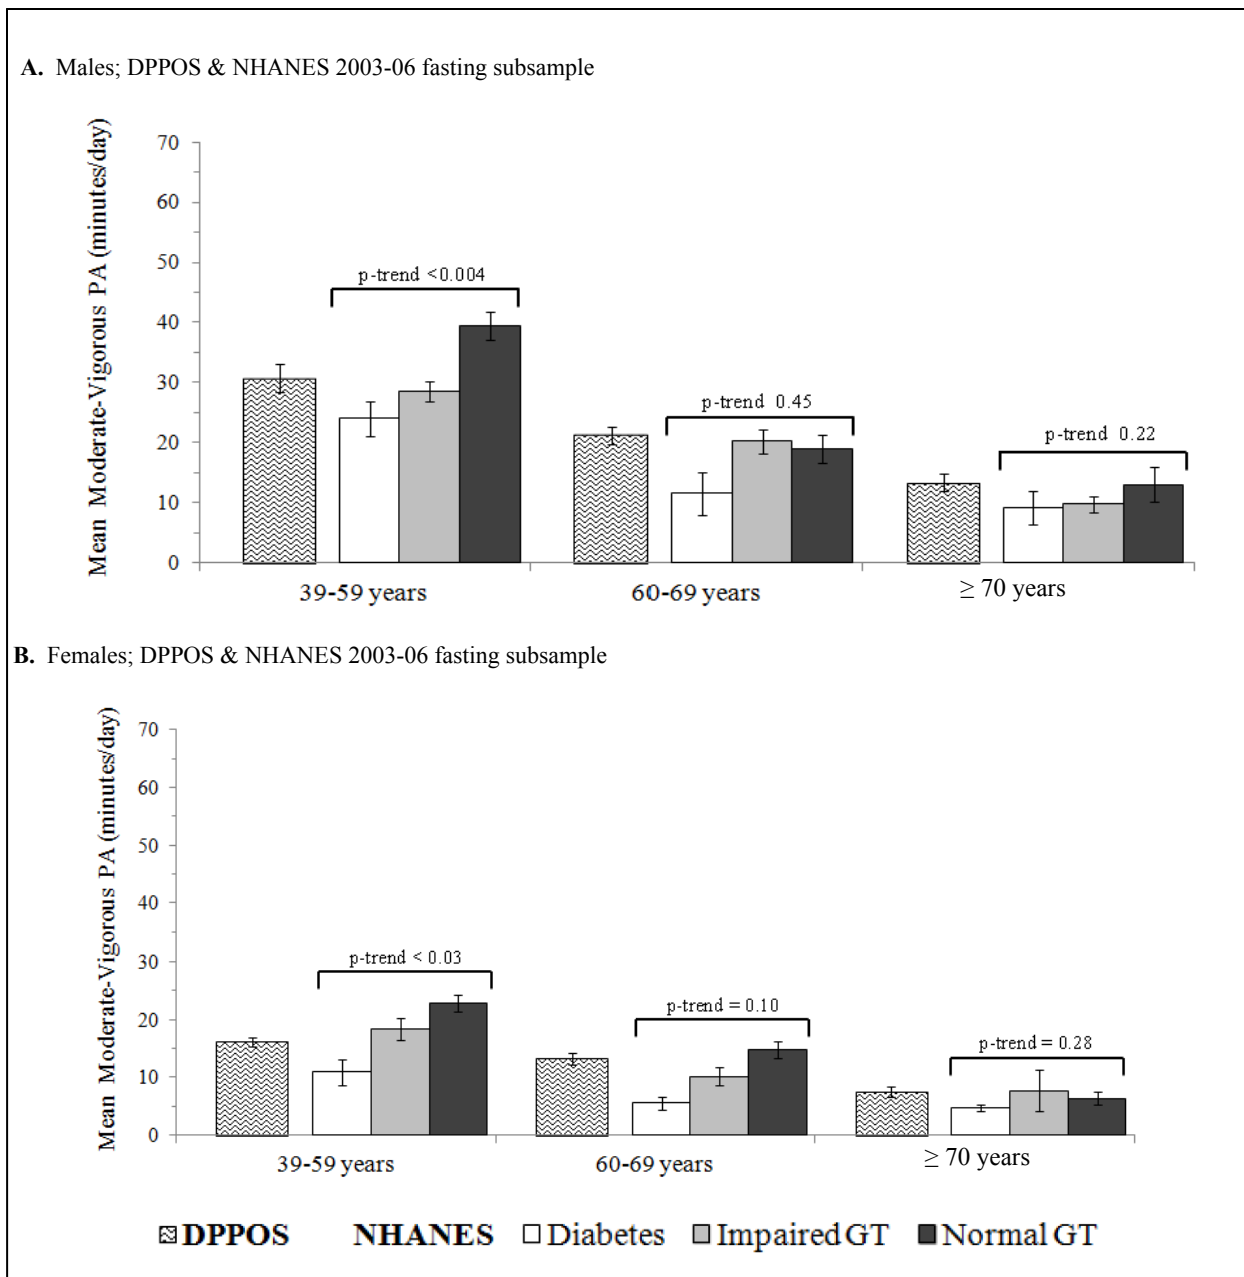 A. Males; DPPOS & NHANES 2003-06 fasting subsample
Mean Moderate-Vigorous PA (minutes/day)
70
60
50
40
30
20
10
0
p-trend <0.004
p-trend 0.45
p-trend 0.22
39-59 years
60-69 years
≥ 70 years
B. Females; DPPOS & NHANES 2003-06 fasting subsample
Mean Moderate-Vigorous PA (minutes/day)
70
60
50
40
30
20
10
0
p-trend < 0.03
p-trend = 0.10
p-trend = 0.28
39-59 years
60-69 years
≥ 70 years
DPPOS NHANES Diabetes Impaired GT Normal GT